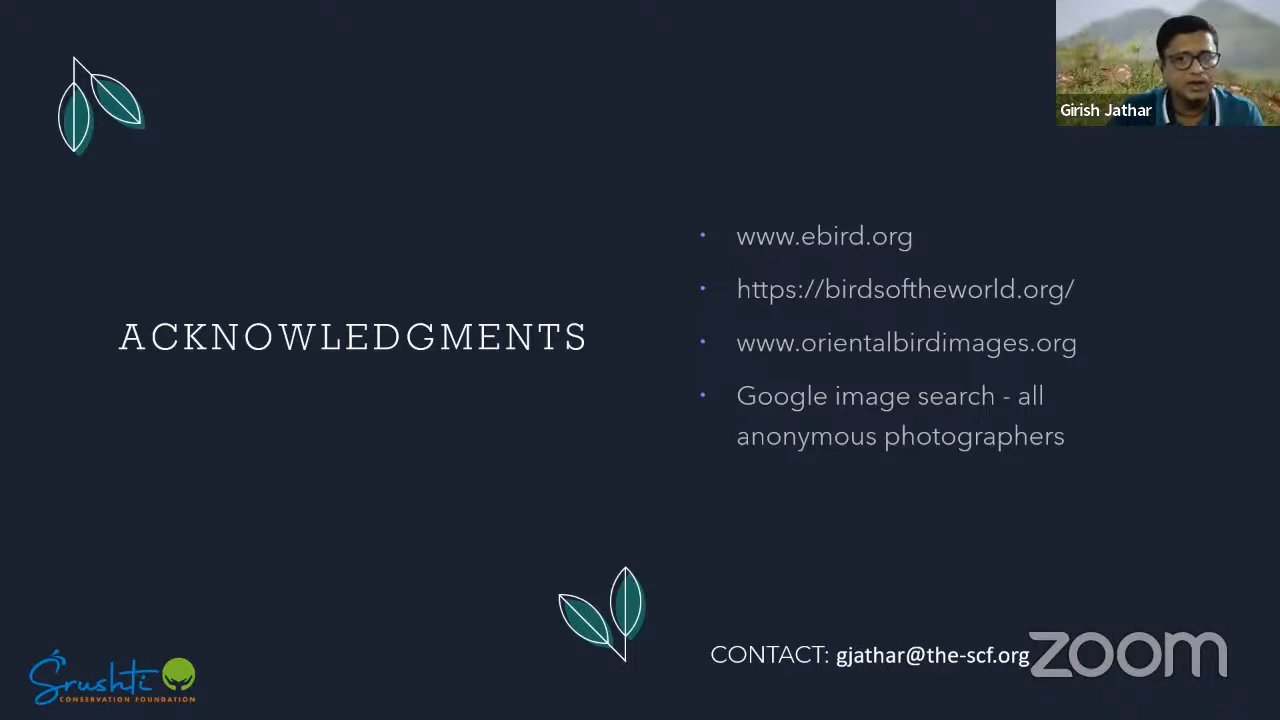 Girish Jathar
ACKNOWLEDGMENTS
• www.ebird.org
• https://birdsoftheworld.org/
• www.orientalbirdimages.org
• Google image search - all
anonymous photographers
CONTACT: gjathar@the-scf.org
zoom
Śrushti
CONSERVATION FOUNDATION